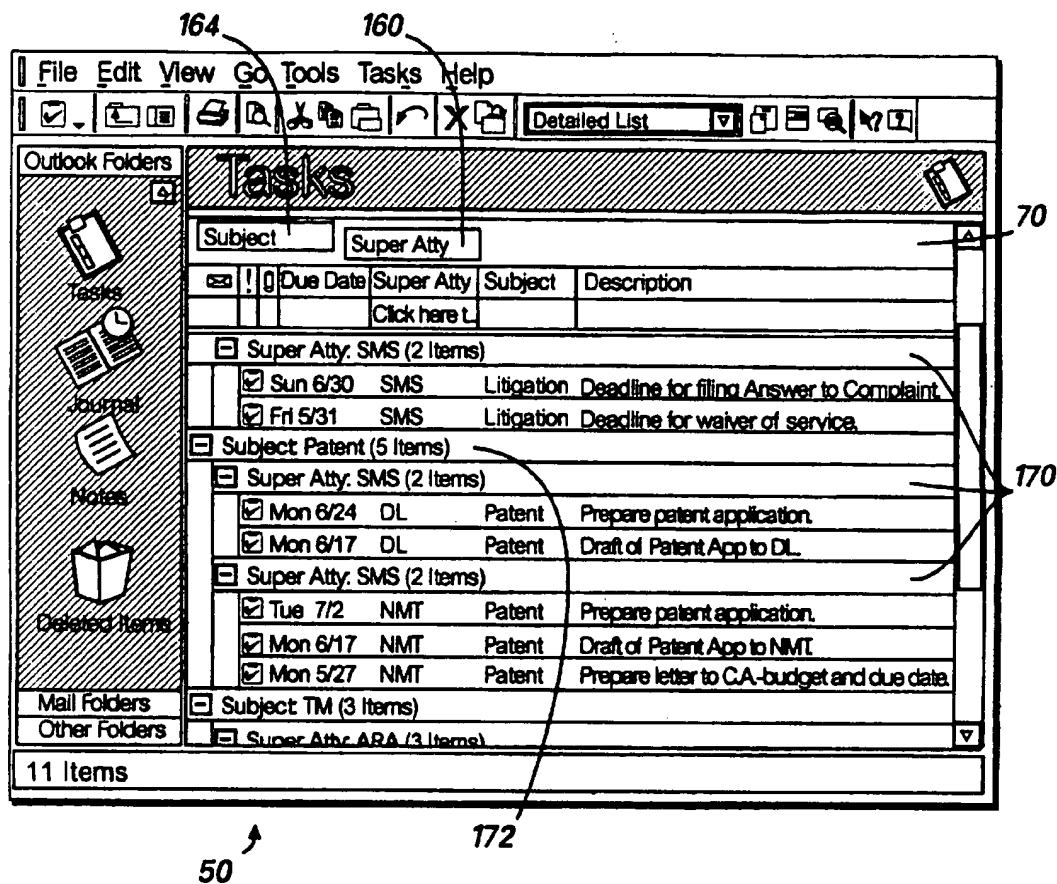 164 160
File Edit View Go Tools Tasks Help
Detailed List
Outlook Folders
Tasks
70
Subject Super Atty
! Due Date Super Atty Subject Description
Click here t...
Tasks
Super Atty: SMS (2 Items)
Sun 6/30 SMS Litigation Deadline for filing Answer to Complaint.
Journal
Fri 5/31 SMS Litigation Deadline for waiver of service.
Subject: Patent (5 Items)
170
Super Atty: SMS (2 Items)
Notes
Mon 6/24 DL Patent Prepare patent application.
Mon 6/17 DL Patent Draft of Patent App to DL.
Super Atty: SMS (2 Items)
Deleted Items
Tue 7/2 NMT Patent Prepare patent application.
Mon 6/17 NMT Patent Draft of Patent App to NMT.
Mon 5/27 NMT Patent Prepare letter to C.A.-budget and due date.
Mail Folders
Subject: TM (3 Items)
Other Folders
Super Atty: ARA (3 Items)
11 Items
50
172